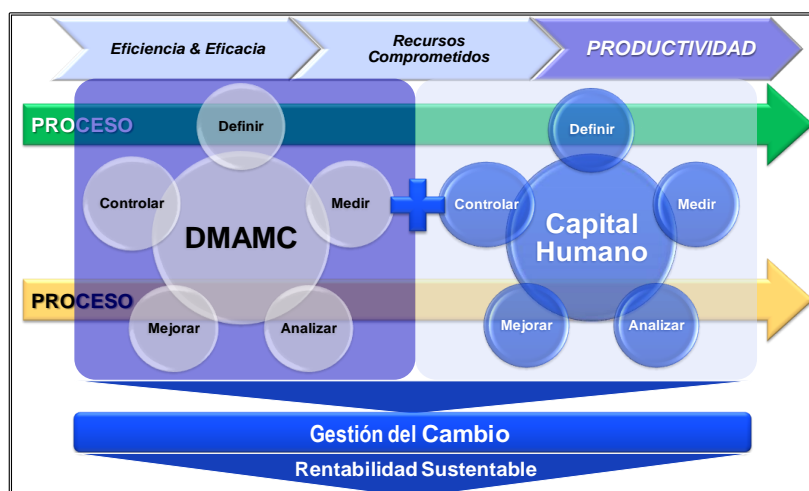 Eficiencia & Eficacia
Recursos
Comprometidos
PRODUCTIVIDAD
PROCESO
Definir
Controlar
Medir
DMAMC
Mejorar
Analizar
Definir
Controlar
Medir
Capital
Humano
Mejorar
Analizar
PROCESO
Gestión del Cambio
Rentabilidad Sustentable